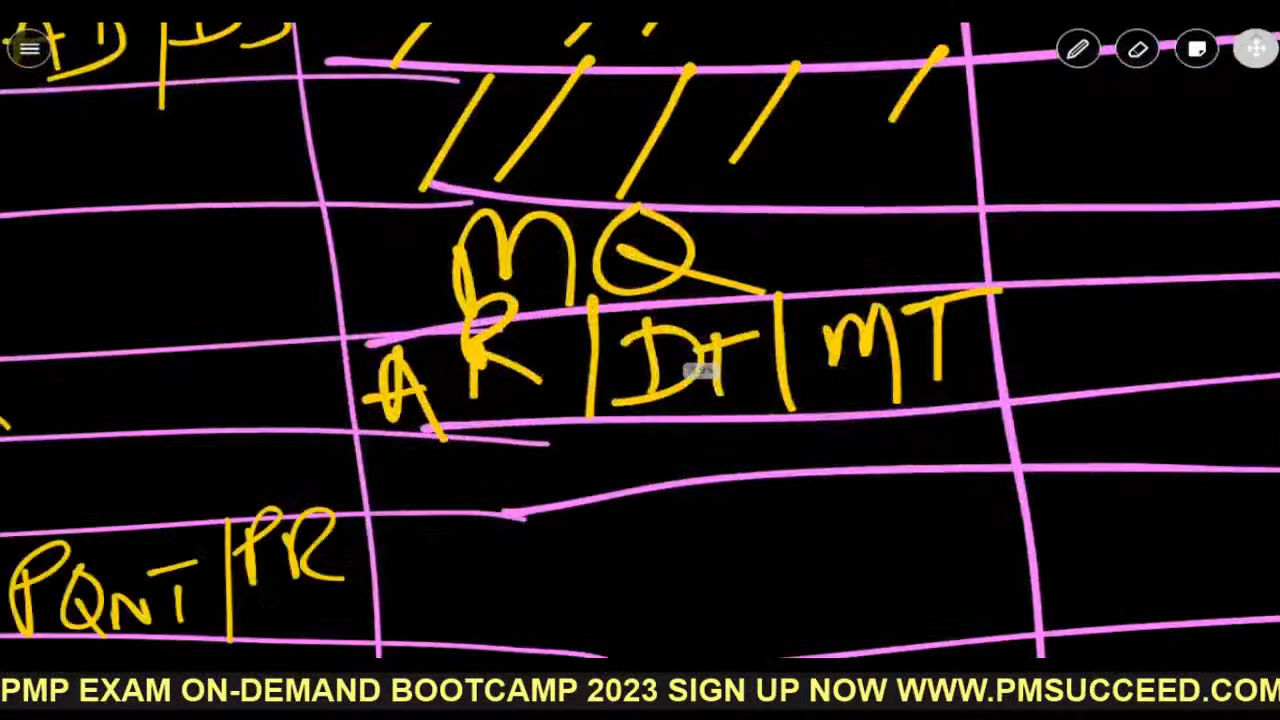 MQ
AR | DT | MT
PQNT | PR
PMP EXAM ON-DEMAND BOOTCAMP 2023 SIGN UP NOW WWW.PMSUCCEED.COM